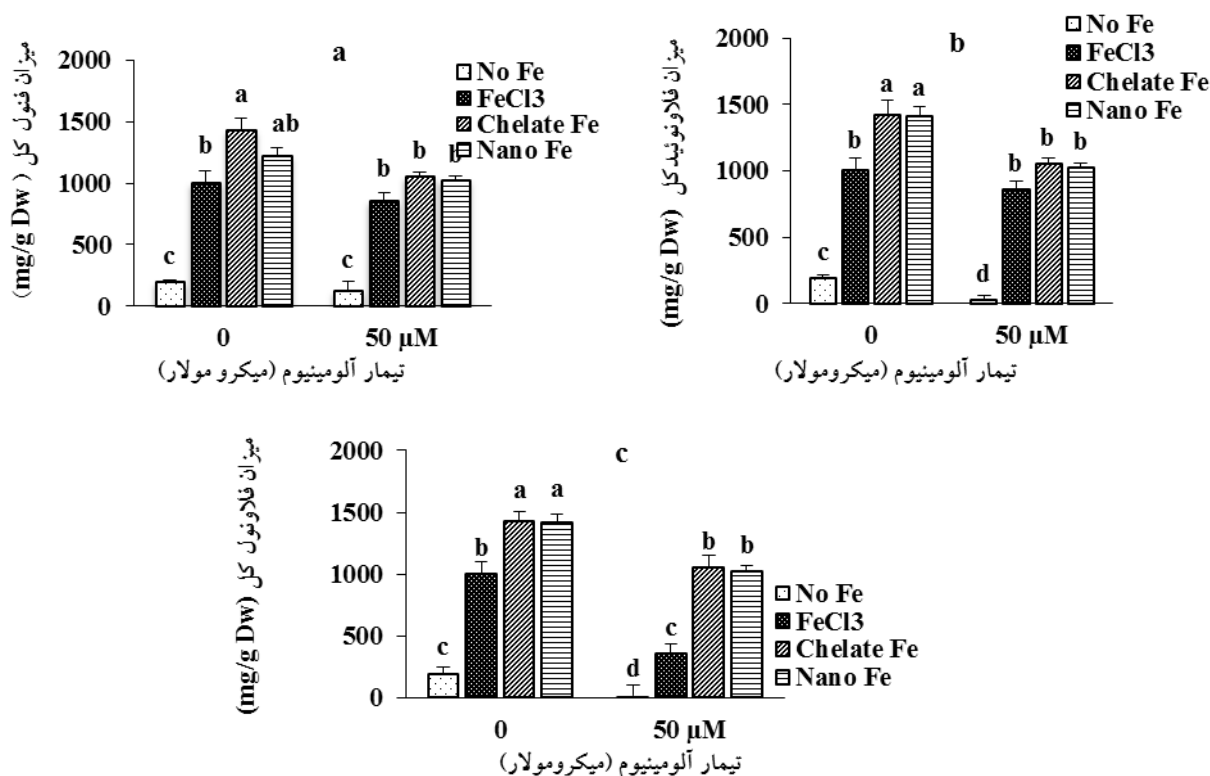 a
میزان فنول کل (mg/g Dw)
2000
1500
1000
500
0
No Fe
FeCl3
Chelate Fe
Nano Fe
c
b
a
ab
c
b
b
b
0
50 μM
تیمار آلومینیوم (میکرو مولار)
b
میزان فلاونوئید کل (mg/g Dw)
2000
1500
1000
500
0
No Fe
FeCl3
Chelate Fe
Nano Fe
c
b
a
a
d
b
b
b
0
50 μM
تیمار آلومینیوم (میکرومولار)
c
میزان فلاونول کل (mg/g Dw)
2000
1500
1000
500
0
No Fe
FeCl3
Chelate Fe
Nano Fe
c
b
a
a
d
c
b
b
0
50 μM
تیمار آلومینیوم (میکرومولار)